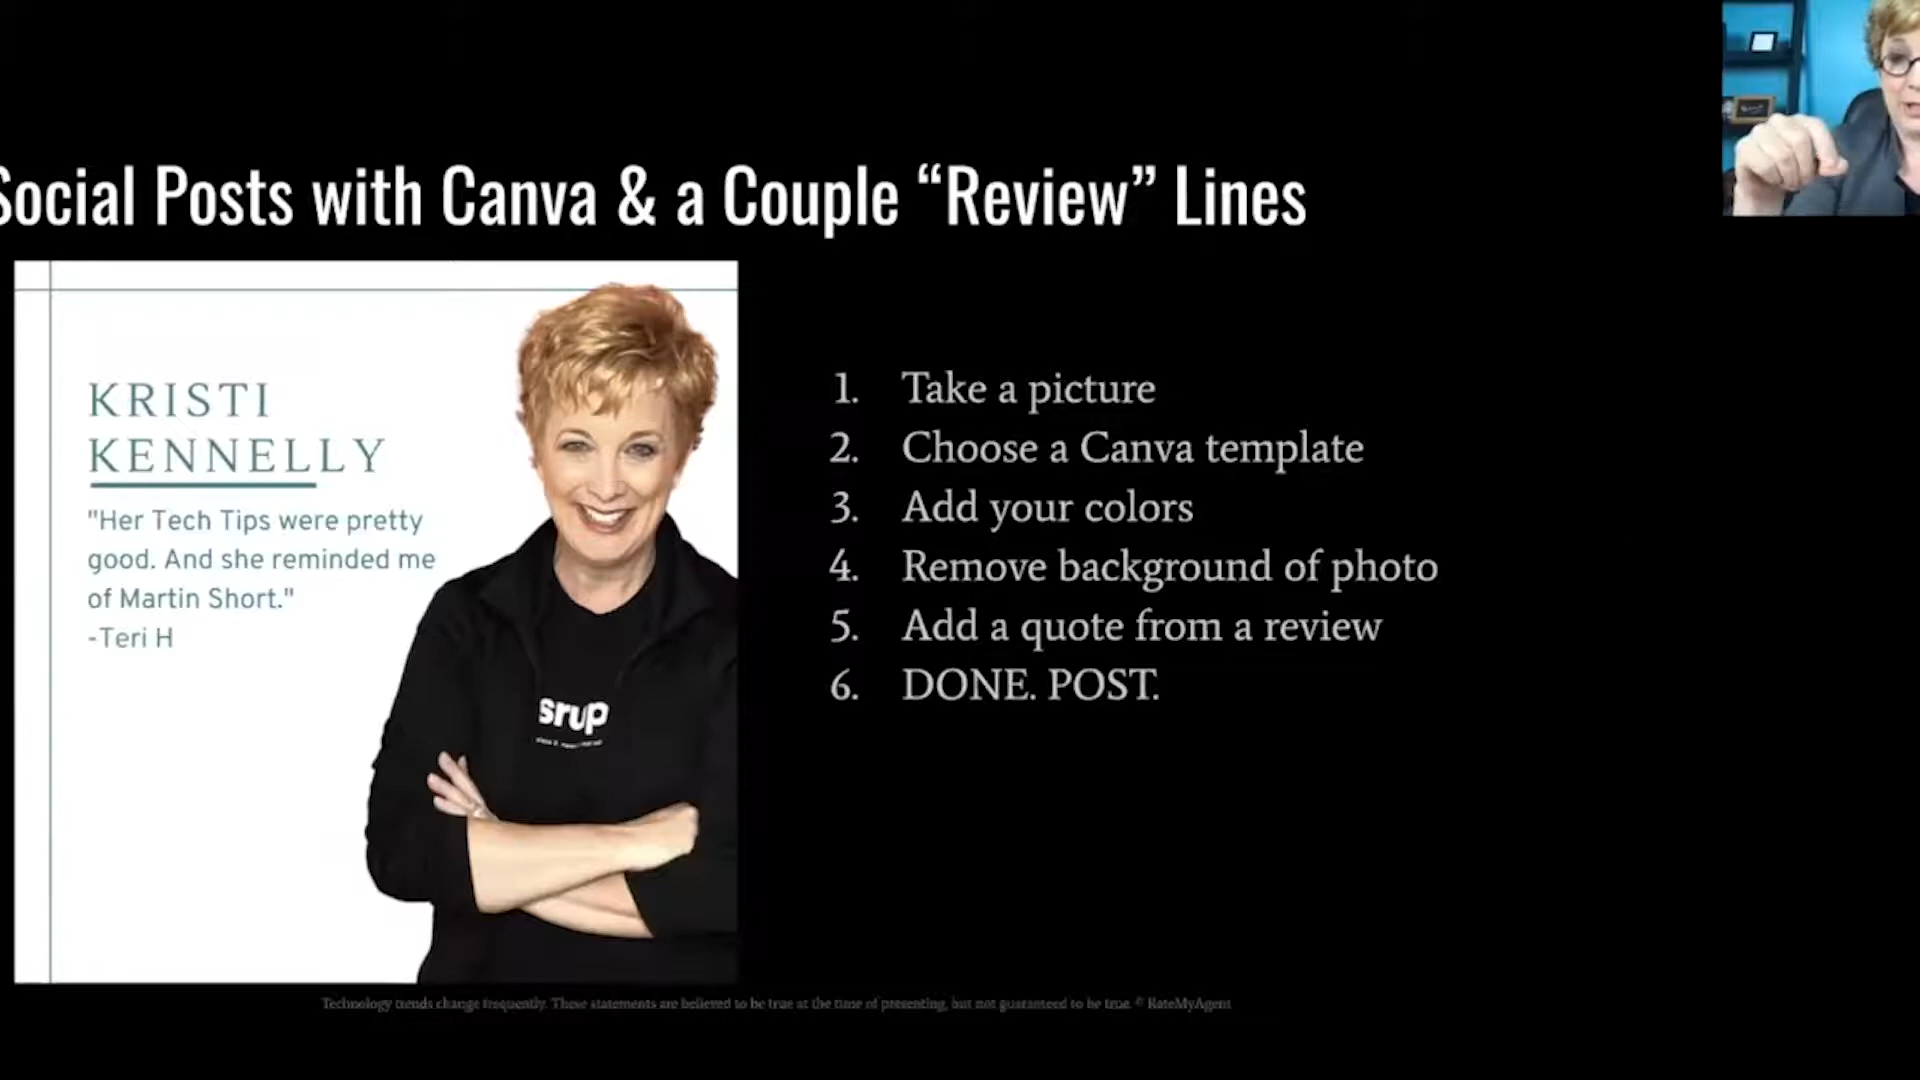 Social Posts with Canva & a Couple “Review” Lines
KRISTI
KENNELLY
"Her Tech Tips were pretty
good. And she reminded me
of Martin Short."
-Teri H
srup
1. Take a picture
2. Choose a Canva template
3. Add your colors
4. Remove background of photo
5. Add a quote from a review
6. DONE. POST.
Technology trends change frequently. These statements are believed to be true at the time of presenting, but not guaranteed to be true. © RateMyAgent